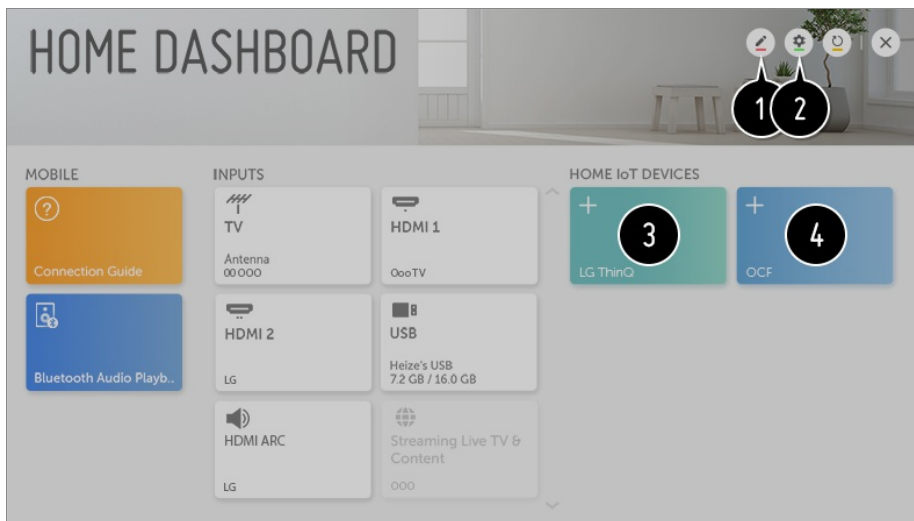 HOME DASHBOARD
1
2
MOBILE
Connection Guide
Bluetooth Audio Playb..
INPUTS
TV
Antenna
00 000
HDMI 1
OooTV
HDMI 2
LG
USB
Heize's USB
7.2 GB / 16.0 GB
HDMI ARC
LG
Streaming Live TV &
Content
000
HOME IoT DEVICES
3
LG ThinQ
4
OCF